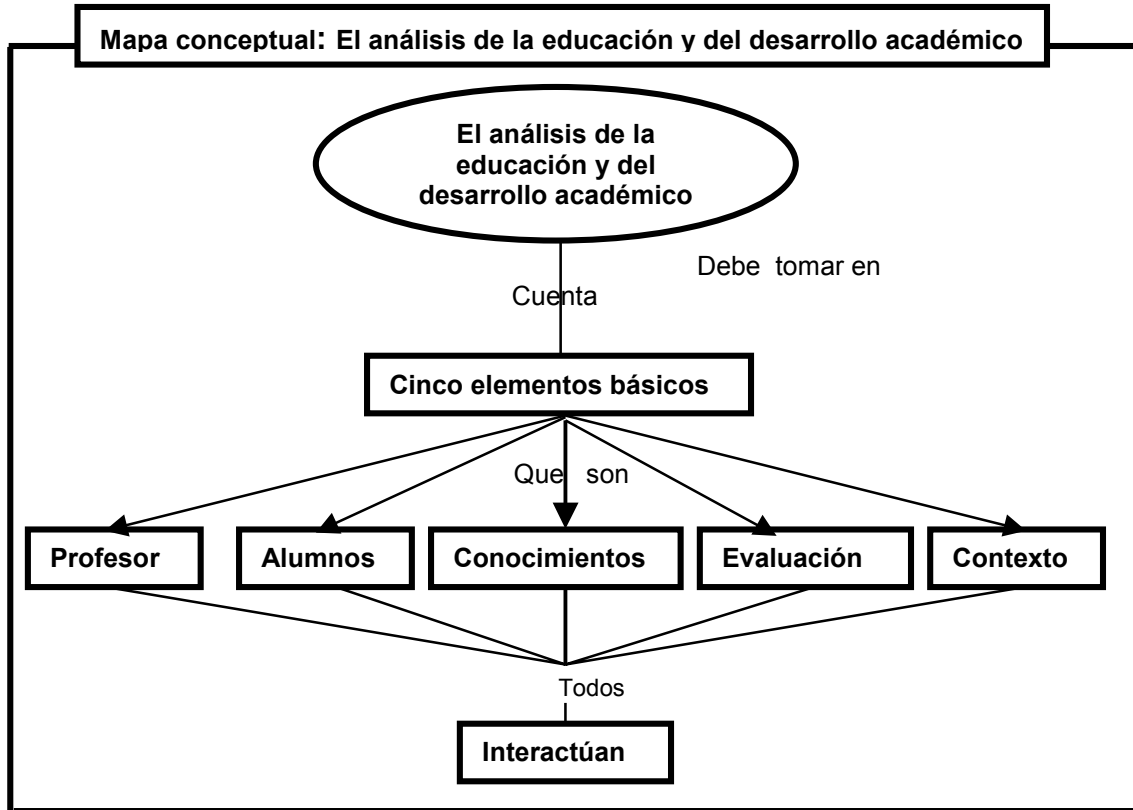 Mapa conceptual: El análisis de la educación y del desarrollo académico
El análisis de la
educación y del
desarrollo académico
Debe tomar en
Cuenta
Cinco elementos básicos
Que son
Profesor
Alumnos
Conocimientos
Evaluación
Contexto
Todos
Interactúan